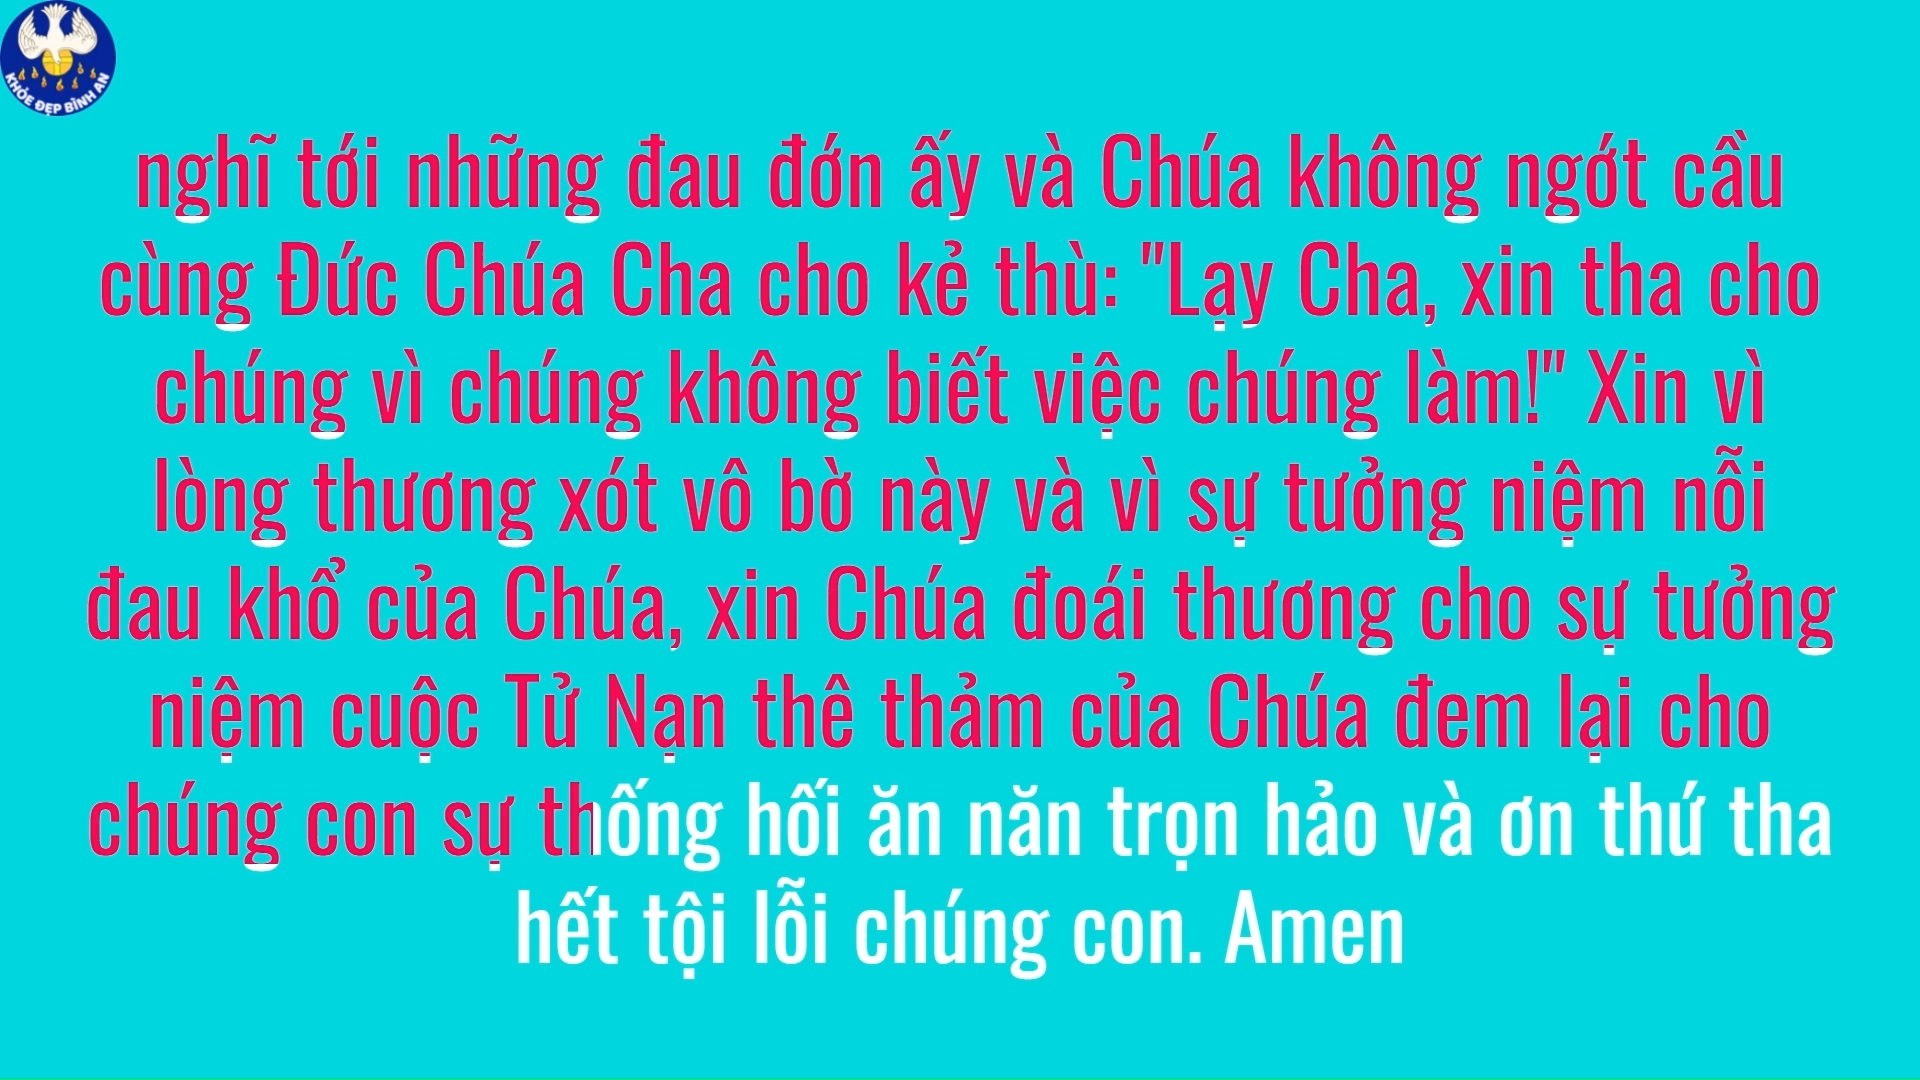 KHỎE ĐẸP BÌNH AN
nghĩ tới những đau đớn ấy và Chúa không ngớt cầu
cùng Đức Chúa Cha cho kẻ thù: "Lạy Cha, xin tha cho
chúng vì chúng không biết việc chúng làm!" Xin vì
lòng thương xót vô bờ này và vì sự tưởng niệm nỗi
đau khổ của Chúa, xin Chúa đoái thương cho sự tưởng
niệm cuộc Tử Nạn thê thảm của Chúa đem lại cho
chúng con sự thống hối ăn năn trọn hảo và ơn thứ tha
hết tội lỗi chúng con. Amen